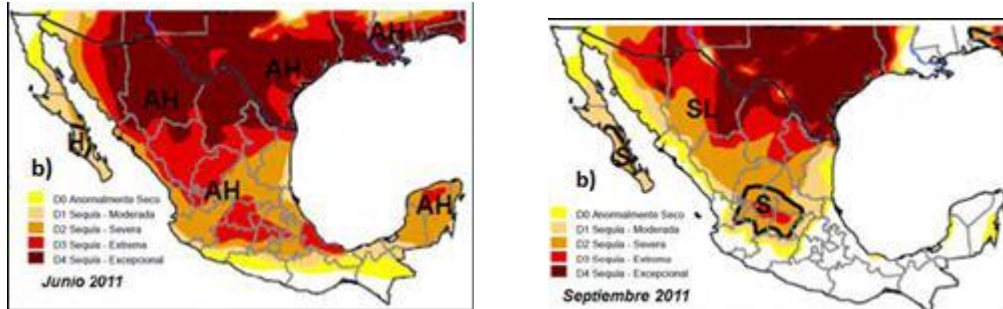 AH
AH
AH
H
b)
AH
AH
D0 Anormalmente Seco
D1 Sequía - Moderada
D2 Sequía - Severa
D3 Sequía - Extrema
D4 Sequía - Excepcional
Junio 2011
SL
S
b)
S
D0 Anormalmente Seco
D1 Sequía - Moderada
D2 Sequía - Severa
D3 Sequía - Extrema
D4 Sequía - Excepcional
Septiembre 2011